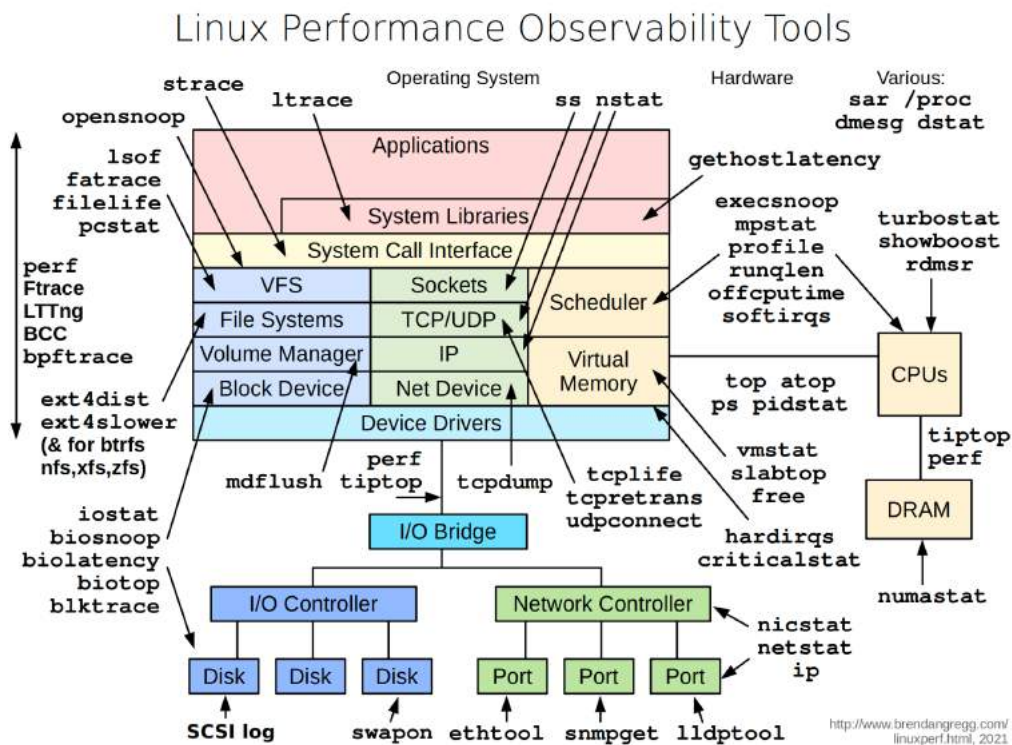 Linux Performance Observability Tools
Operating System
Hardware
Various:
sar /proc
dmesg dstat
strace
ltrace
ss nstat
opensnoop
lsof
fatrace
filelife
pcstat
gethostlatency
Applications
System Libraries
System Call Interface
VFS
Sockets
Scheduler
File Systems
TCP/UDP
Volume Manager
IP
Virtual
Memory
Block Device
Net Device
Device Drivers
perf
Ftrace
LTTng
BCC
bpftrace
execsnoop
mpstat
profile
runqlen
offcputime
softirqs
turbostat
showboost
rdmsr
CPUs
top atop
ps pidstat
tiptop
perf
DRAM
numastat
ext4dist
ext4slower
(& for btrfs
nfs,xfs,zfs)
mdflush
perf
tiptop
tcpdump
tcplife
tcpretrans
udpconnect
vmstat
slabtop
free
hardirqs
criticalstat
iostat
biosnoop
biolatency
biotop
blktrace
I/O Bridge
I/O Controller
Network Controller
nicstat
netstat
ip
Disk
Disk
Disk
Port
Port
Port
SCSI log
swapon
ethtool
snmpget
lldptool
http://www.brendangregg.com/
linuxperf.html, 2021